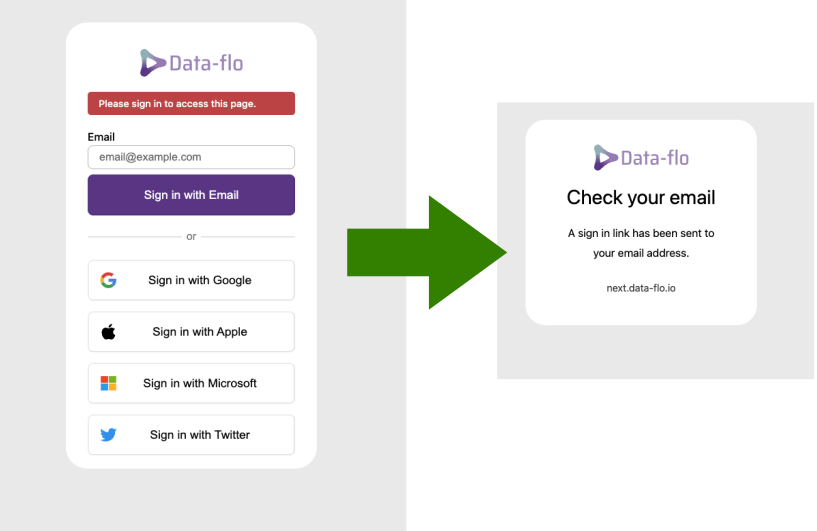 Data-flo
Please sign in to access this page.
Email
email@example.com
Sign in with Email
or
Sign in with Google
Sign in with Apple
Sign in with Microsoft
Sign in with Twitter
Data-flo
Check your email
A sign in link has been sent to
your email address.
next.data-flo.io